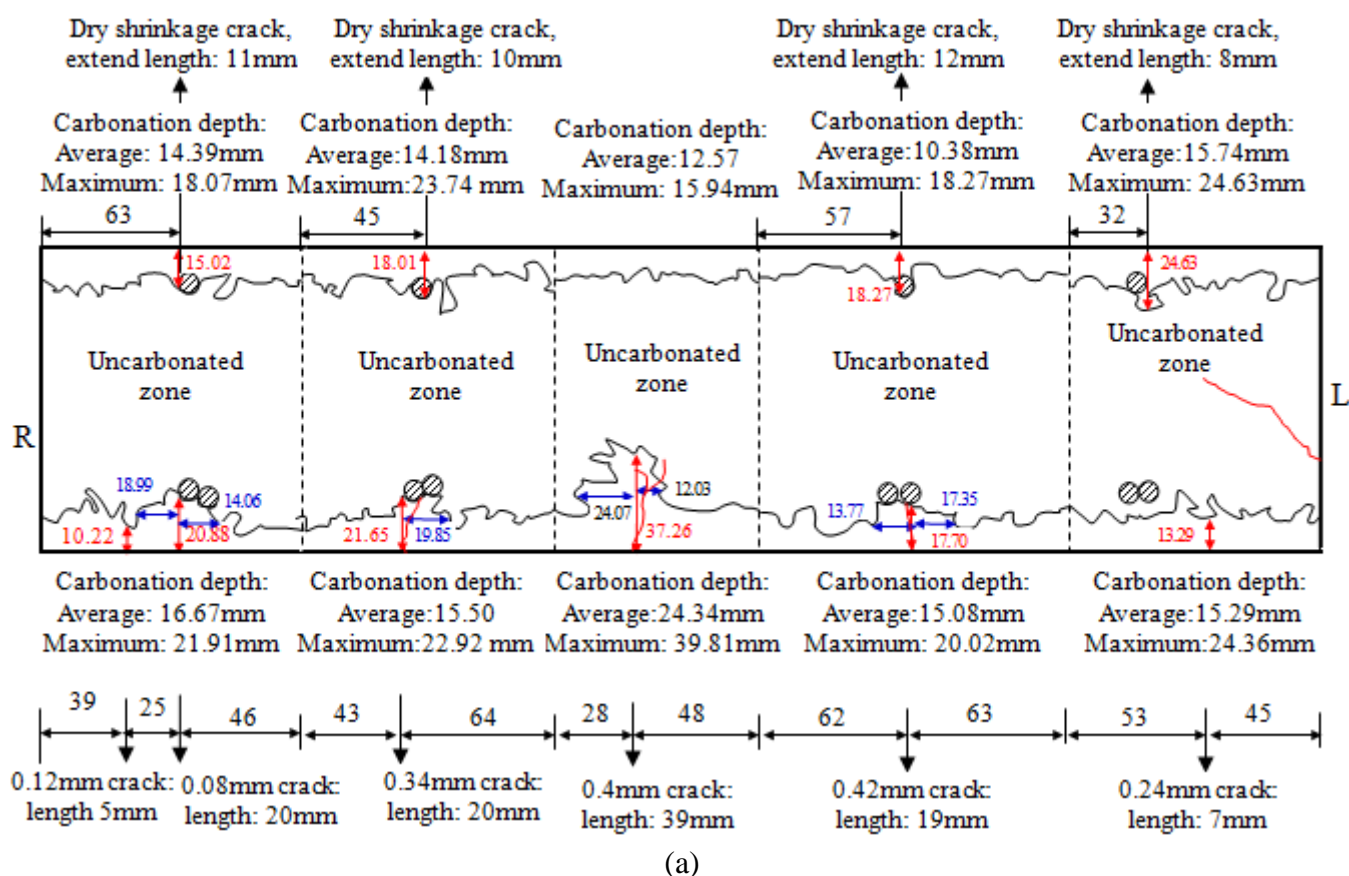 Dry shrinkage crack,
extend length: 11mm
Dry shrinkage crack,
extend length: 10mm
Dry shrinkage crack,
extend length: 12mm
Dry shrinkage crack,
extend length: 8mm
Carbonation depth:
Average: 14.39mm
Maximum: 18.07mm
Carbonation depth:
Average:14.18mm
Maximum:23.74 mm
Carbonation depth:
Average:12.57
Maximum: 15.94mm
Carbonation depth:
Average:10.38mm
Maximum: 18.27mm
Carbonation depth:
Average:15.74mm
Maximum: 24.63mm
63
45
57
32
15.02
18.01
18.27
24.63
Uncarbonated
zone
Uncarbonated
zone
Uncarbonated
zone
Uncarbonated
zone
Uncarbonated
zone
R
L
18.99
14.06
10.22
20.88
21.65
19.85
24.07
12.03
37.26
13.77
17.35
17.70
13.29
Carbonation depth:
Average: 16.67mm
Maximum: 21.91mm
Carbonation depth:
Average:15.50
Maximum:22.92 mm
Carbonation depth:
Average:24.34mm
Maximum: 39.81mm
Carbonation depth:
Average:15.08mm
Maximum: 20.02mm
Carbonation depth:
Average:15.29mm
Maximum:24.36mm
39
25
46
43
64
28
48
62
63
53
45
0.12mm crack:
length 5mm
0.08mm crack:
length: 20mm
0.34mm crack:
length: 20mm
0.4mm crack:
length: 39mm
0.42mm crack:
length: 19mm
0.24mm crack:
length: 7mm
(a)